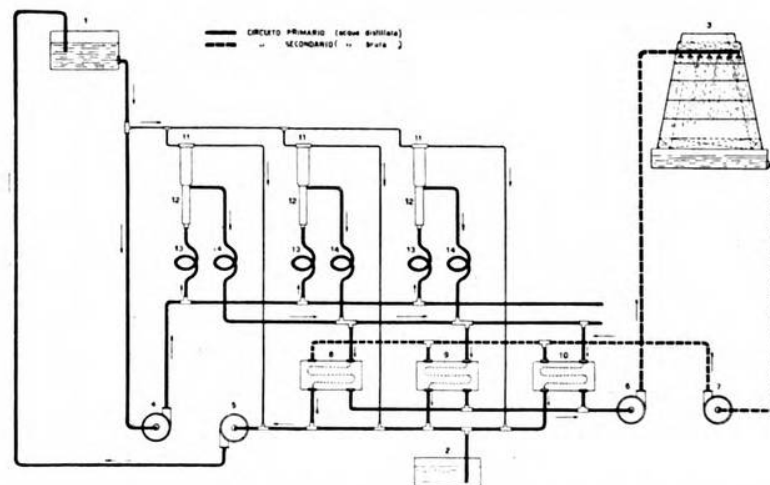 1
CIRCUITO PRIMARIO (acqua distillata)
" SECONDARIO ( " bruta )
3
11 11 11
12 12 12
13 14 13 14 13 14
8 9 10
4 5 6 7
2